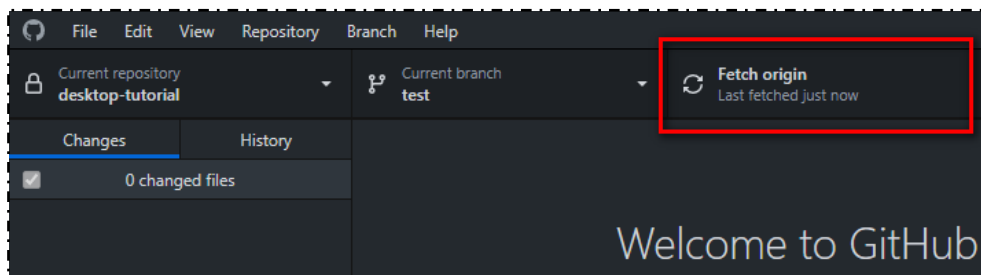 File Edit View Repository Branch Help
Current repository
desktop-tutorial
Current branch
test
Fetch origin
Last fetched just now
Changes History
0 changed files
Welcome to GitHub